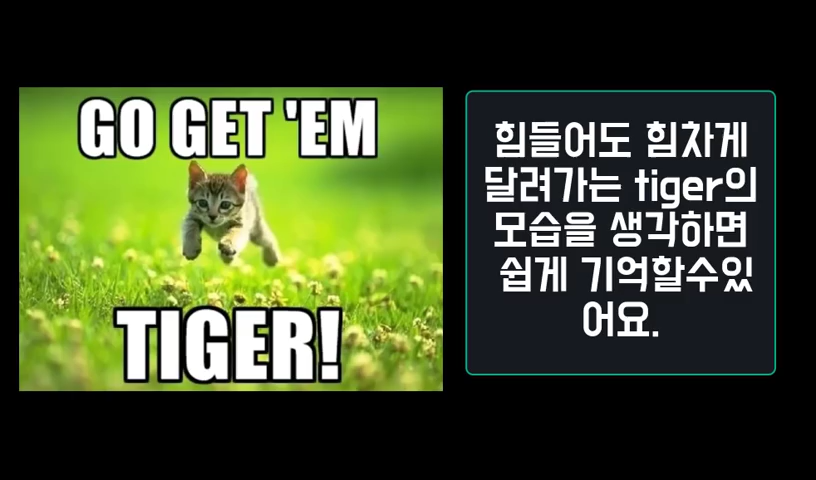 GO GET 'EM
TIGER!
힘들어도 힘차게
달려가는 tiger의
모습을 생각하면
쉽게 기억할수있
어요.